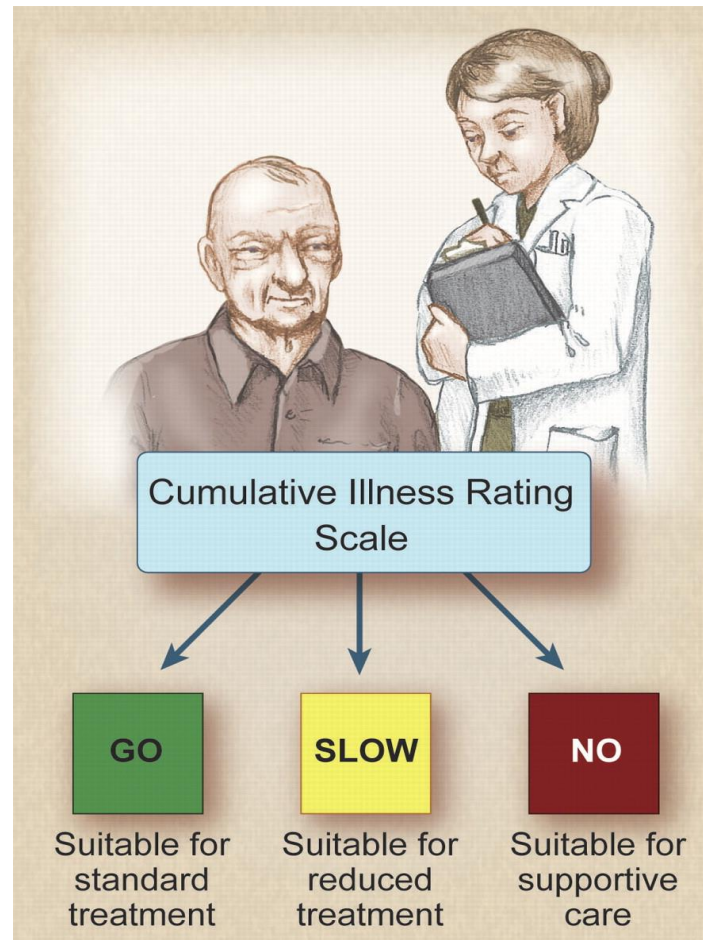 Cumulative Illness Rating
Scale
GO
SLOW
NO
Suitable for
standard
treatment
Suitable for
reduced
treatment
Suitable for
supportive
care